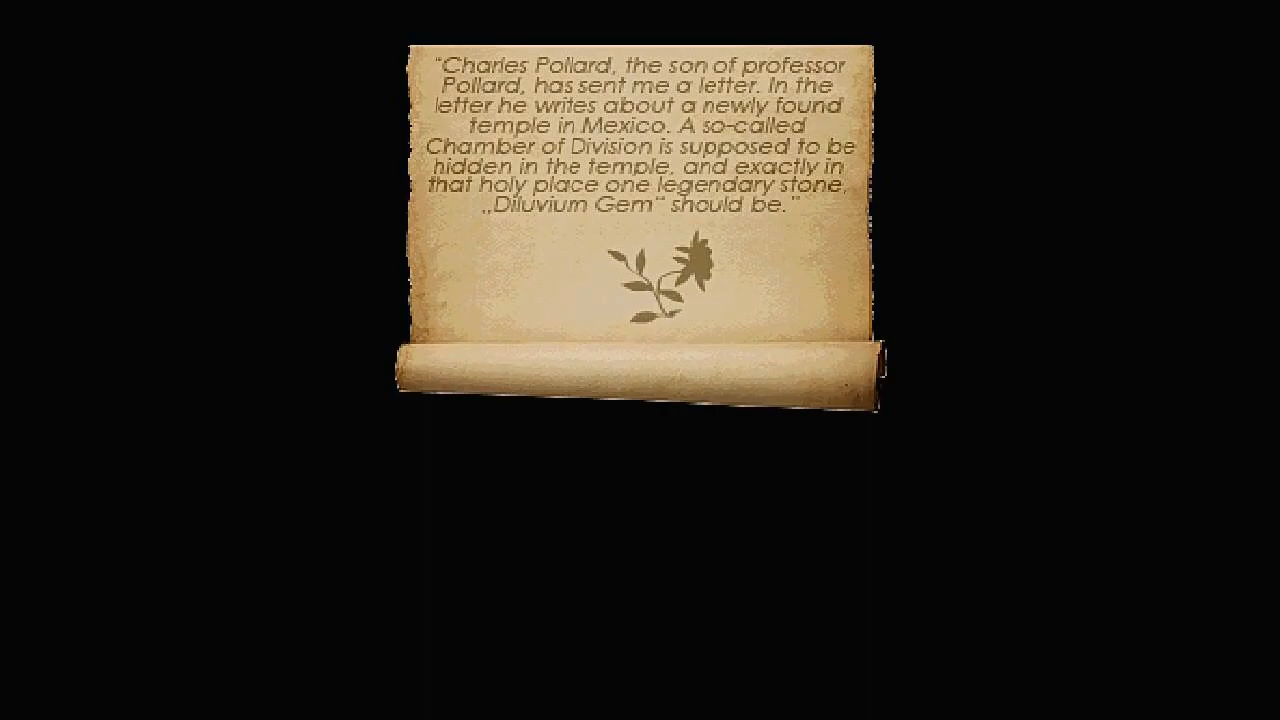 "Charles Pollard, the son of professor
Pollard, has sent me a letter. In the
letter he writes about a newly found
temple in Mexico. A so-called
Chamber of Division is supposed to be
hidden in the temple, and exactly in
that holy place one legendary stone,
„Diluvium Gem“ should be."